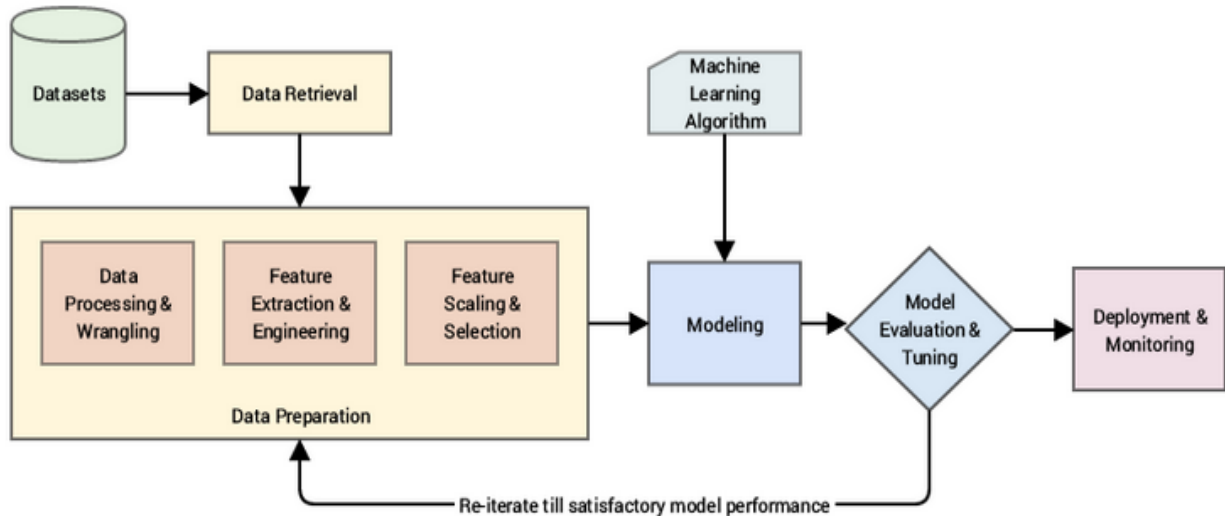 Datasets
Data Retrieval
Machine
Learning
Algorithm
Data
Processing &
Wrangling
Feature
Extraction &
Engineering
Feature
Scaling &
Selection
Data Preparation
Modeling
Model
Evaluation &
Tuning
Deployment &
Monitoring
Re-iterate till satisfactory model performance